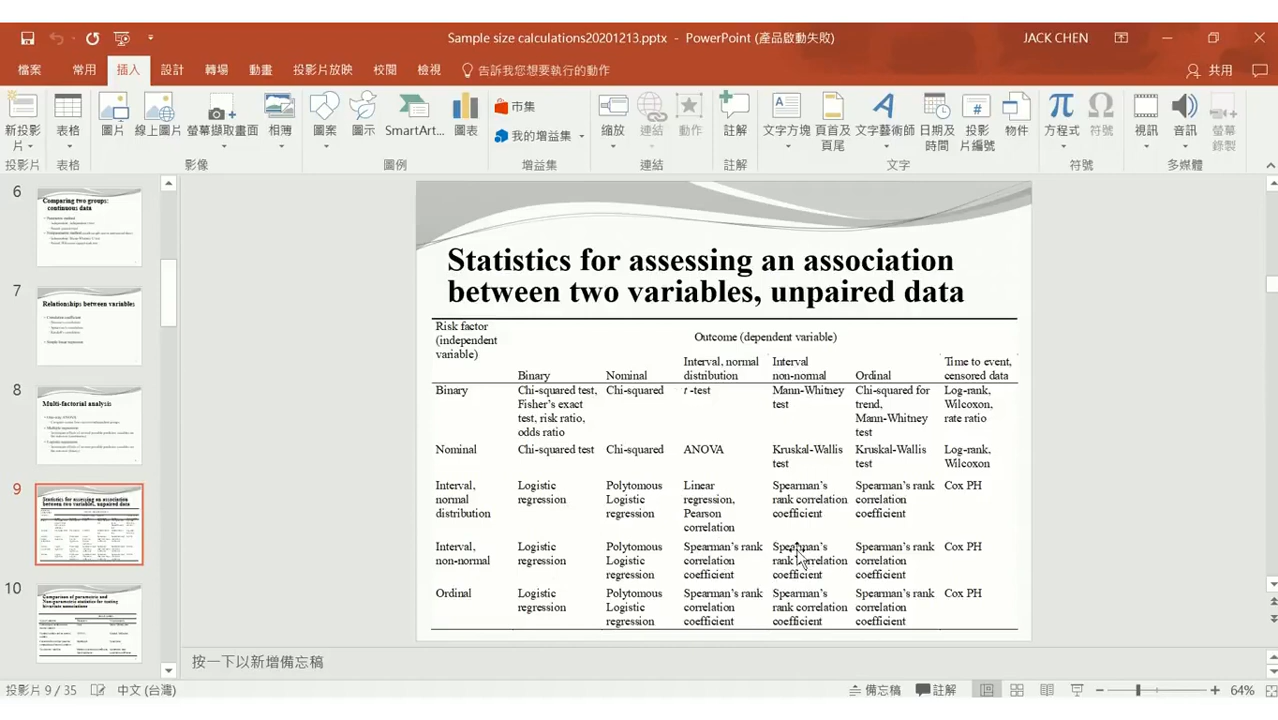 Sample size calculations20201213.pptx - PowerPoint (產品啟動失敗)
JACK CHEN
檔案 常用 插入 設計 轉場 動畫 投影片放映 校閱 檢視 告訴我您想要執行的動作 共用
新投影片
表格
圖片
線上圖片
螢幕擷取畫面
相簿
圖案
圖示
SmartArt...
圖表
市集
我的增益集
縮放
連結
動作
註解
文字方塊
頁首及頁尾
文字藝術師
日期及時間
投影片編號
物件
方程式
符號
視訊
音訊
螢幕錄製
投影片 表格 影像 圖例 增益集 連結 註解 文字 符號 多媒體
6
Comparing two groups:
continuous data
7
Relationships between variables
8
Multi-factorial analysis
9
Statistics for assessing an association
between two variables, unpaired data
10
Statistics for assessing an association
between two variables, unpaired data
Risk factor
(independent
variable)
Outcome (dependent variable)
Binary
Nominal
Interval, normal
distribution
Interval
non-normal
Ordinal
Time to event,
censored data
Binary
Chi-squared test,
Fisher's exact
test, risk ratio,
odds ratio
Chi-squared
t -test
Mann-Whitney
test
Chi-squared for
trend,
Mann-Whitney
test
Log-rank,
Wilcoxon,
rate ratio
Nominal
Chi-squared test
Chi-squared
ANOVA
Kruskal-Wallis
test
Kruskal-Wallis
test
Log-rank,
Wilcoxon
Interval,
normal
distribution
Logistic
regression
Polytomous
Logistic
regression
Linear
regression,
Pearson
correlation
Spearman's
rank correlation
coefficient
Spearman's rank
correlation
coefficient
Cox PH
Interval,
non-normal
Logistic
regression
Polytomous
Logistic
regression
Spearman's rank
correlation
coefficient
Spearman's
rank correlation
coefficient
Spearman's rank
correlation
coefficient
Cox PH
Ordinal
Logistic
regression
Polytomous
Logistic
regression
Spearman's rank
correlation
coefficient
Spearman's
rank correlation
coefficient
Spearman's rank
correlation
coefficient
Cox PH
按一下以新增備忘稿
投影片 9 / 35 中文 (台灣) 備忘稿 註解 64%